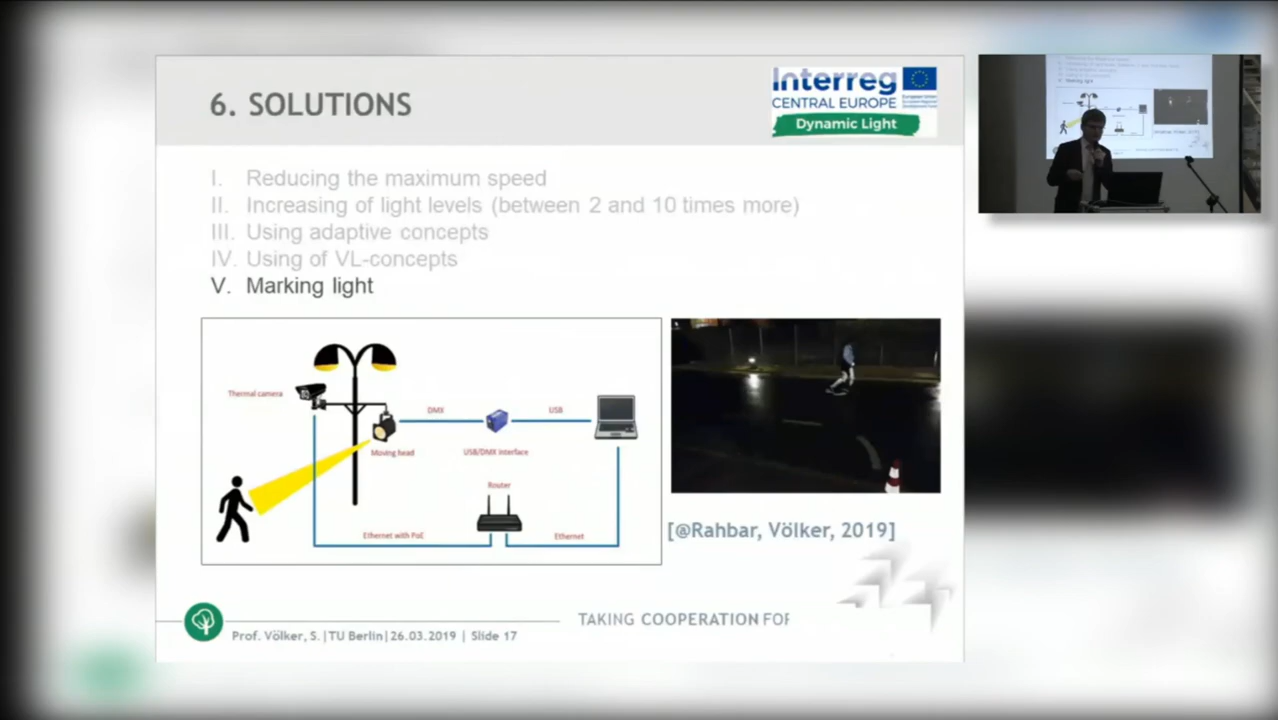 6. SOLUTIONS
Interreg
CENTRAL EUROPE
European Union
Dynamic Light
I. Reducing the maximum speed
II. Increasing of light levels (between 2 and 10 times more)
III. Using adaptive concepts
IV. Using of VL-concepts
V. Marking light
Thermal camera
DMX
USB
Moving head
USB/DMX interface
Router
Ethernet with PoE
Ethernet
[@Rahbar, Völker, 2019]
TAKING COOPERATION FOR
Prof. Völker, S.|TU Berlin|26.03.2019 | Slide 17